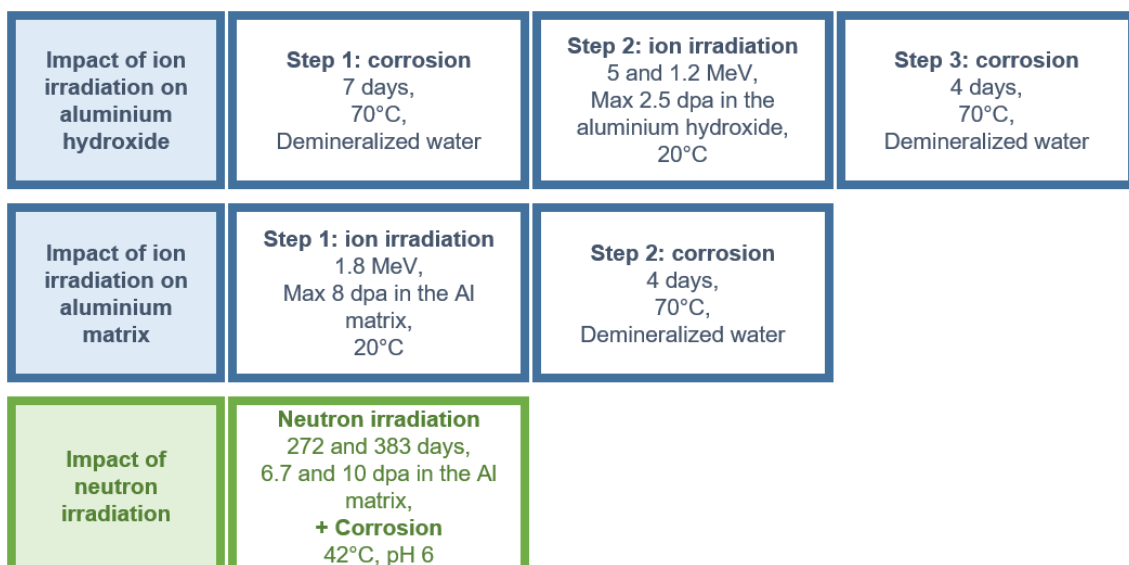 Impact of ion
irradiation on
aluminium
hydroxide
Step 1: corrosion
7 days,
70°C,
Demineralized water
Step 2: ion irradiation
5 and 1.2 MeV,
Max 2.5 dpa in the
aluminium hydroxide,
20°C
Step 3: corrosion
4 days,
70°C,
Demineralized water
Impact of ion
irradiation on
aluminium
matrix
Step 1: ion irradiation
1.8 MeV,
Max 8 dpa in the Al
matrix,
20°C
Step 2: corrosion
4 days,
70°C,
Demineralized water
Impact of
neutron
irradiation
Neutron irradiation
272 and 383 days,
6.7 and 10 dpa in the Al
matrix,
+ Corrosion
42°C, pH 6